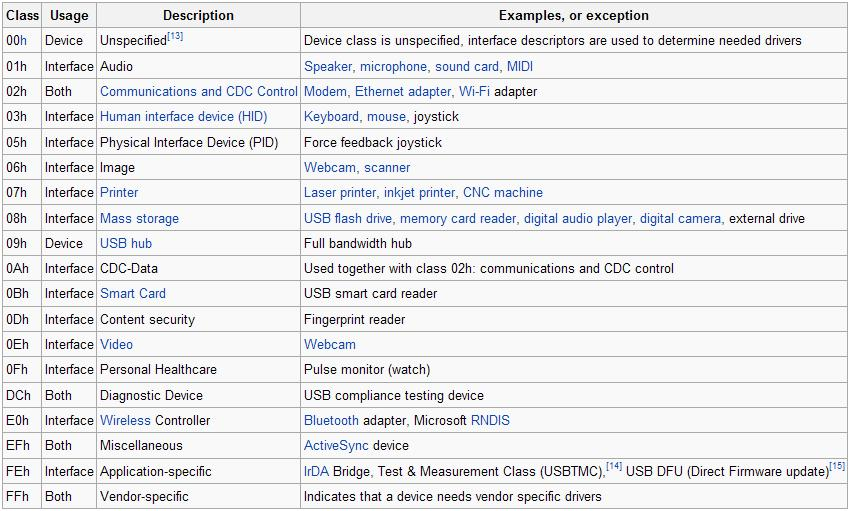 Class Usage Description Examples, or exception
00h Device Unspecified[13] Device class is unspecified, interface descriptors are used to determine needed drivers
01h Interface Audio Speaker, microphone, sound card, MIDI
02h Both Communications and CDC Control Modem, Ethernet adapter, Wi-Fi adapter
03h Interface Human interface device (HID) Keyboard, mouse, joystick
05h Interface Physical Interface Device (PID) Force feedback joystick
06h Interface Image Webcam, scanner
07h Interface Printer Laser printer, inkjet printer, CNC machine
08h Interface Mass storage USB flash drive, memory card reader, digital audio player, digital camera, external drive
09h Device USB hub Full bandwidth hub
0Ah Interface CDC-Data Used together with class 02h: communications and CDC control
0Bh Interface Smart Card USB smart card reader
0Dh Interface Content security Fingerprint reader
0Eh Interface Video Webcam
0Fh Interface Personal Healthcare Pulse monitor (watch)
DCh Both Diagnostic Device USB compliance testing device
E0h Interface Wireless Controller Bluetooth adapter, Microsoft RNDIS
EFh Both Miscellaneous ActiveSync device
FEh Interface Application-specific IrDA Bridge, Test & Measurement Class (USBTMC),[14] USB DFU (Direct Firmware update)[15]
FFh Both Vendor-specific Indicates that a device needs vendor specific drivers